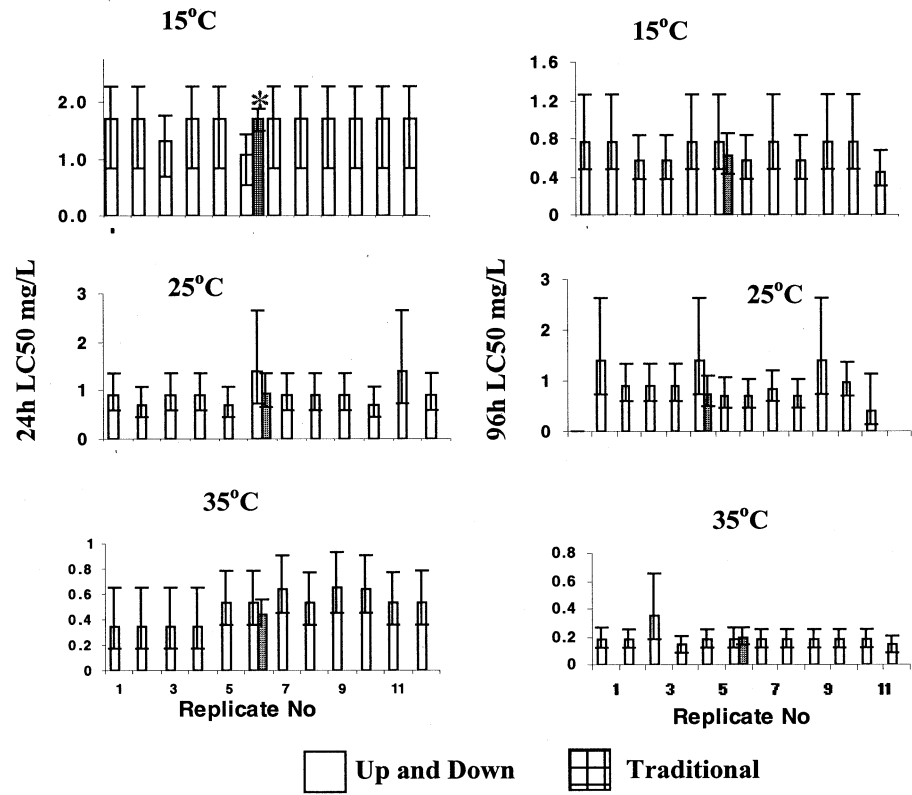 15°C
15°C
2.0
1.0
0.0
*
1.6
1.2
0.8
0.4
0
24h LC50 mg/L
25°C
3
2
1
0
96h LC50 mg/L
25°C
3
2
1
0
35°C
1
0.8
0.6
0.4
0.2
0
1 3 5 7 9 11
Replicate No
35°C
0.8
0.6
0.4
0.2
0
1 3 5 7 9 11
Replicate No
Up and Down
Traditional